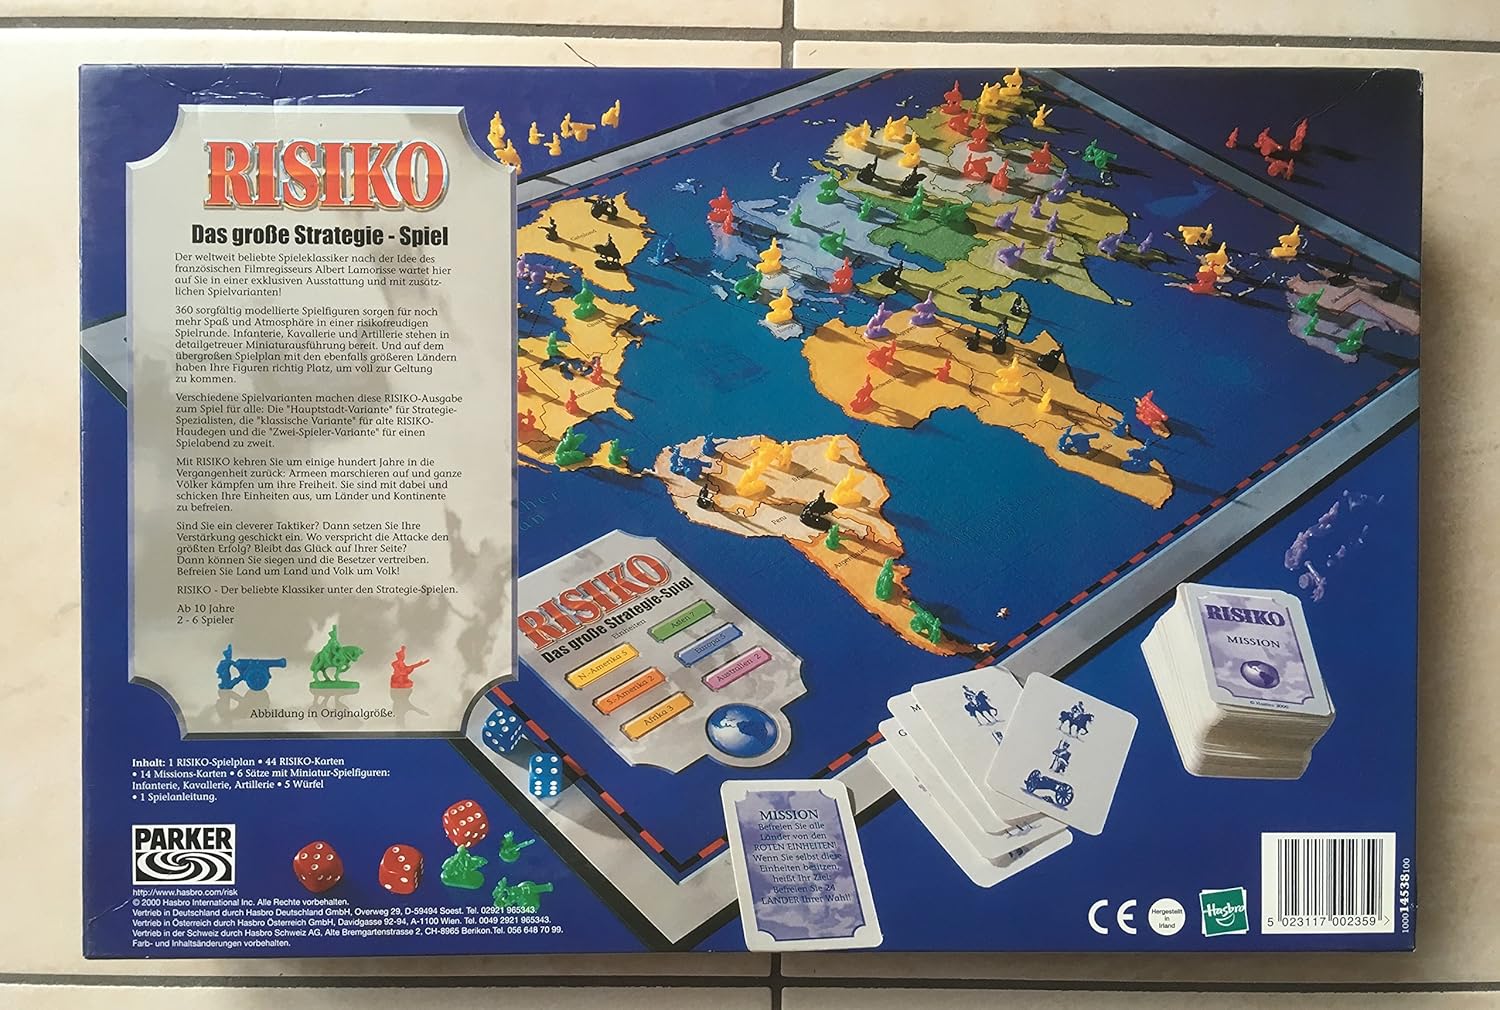 RISIKO
Das große Strategie - Spiel
Der weltweit beliebte Spieleklassiker nach der Idee des
französischen Filmregisseurs Albert Lamorisse wartet hier
auf Sie in einer exklusiven Ausstattung und mit zusätz-
lichen Spielvarianten!
360 sorgfältig modellierte Spielfiguren sorgen für noch
mehr Spaß und Atmosphäre in einer risikofreudigen
Spielrunde. Infanterie, Kavallerie und Artillerie stehen in
detailgetreuer Miniaturausführung bereit. Und auf dem
übergroßen Spielplan mit den ebenfalls größeren Ländern
haben Ihre Figuren richtig Platz, um voll zur Geltung
zu kommen.
Verschiedene Spielvarianten machen diese RISIKO-Ausgabe
zum Spiel für alle: Die "Hauptstadt-Variante" für Strategie-
Spezialisten, die "klassische Variante" für alte RISIKO-
Haudegen und die "Zwei-Spieler-Variante" für einen
Spielabend zu zweit.
Mit RISIKO kehren Sie um einige hundert Jahre in die
Vergangenheit zurück: Armeen marschieren auf und ganze
Völker kämpfen um ihre Freiheit. Sie sind mit dabei und
schicken Ihre Einheiten aus, um Länder und Kontinente
zu befreien.
Sind Sie ein cleverer Taktiker? Dann setzen Sie Ihre
Verstärkung geschickt ein. Wo verspricht die Attacke den
größten Erfolg? Bleibt das Glück auf Ihrer Seite?
Dann können Sie siegen und die Besetzer vertreiben.
Befreien Sie Land um Land und Volk um Volk!
RISIKO - Der beliebte Klassiker unter den Strategie-Spielen.
Ab 10 Jahre
2 - 6 Spieler
Abbildung in Originalgröße.
Inhalt: 1 RISIKO-Spielplan • 44 RISIKO-Karten
• 14 Missions-Karten • 6 Sätze mit Miniatur-Spielfiguren:
Infanterie, Kavallerie, Artillerie • 5 Würfel
• 1 Spielanleitung.
PARKER
http://www.hasbro.com/risk
© 2000 Hasbro International Inc. Alle Rechte vorbehalten.
Vertrieb in Deutschland durch Hasbro Deutschland GmbH, Overweg 29, D-59494 Soest. Tel. 02921 965343.
Vertrieb in Österreich durch Hasbro Österreich GmbH, Davidgasse 92-94, A-1100 Wien. Tel. 0049 2921 965343.
Vertrieb in der Schweiz durch Hasbro Schweiz AG, Alte Bremgartenstrasse 2, CH-8965 Berikon. Tel. 056 648 70 99.
Farb- und Inhaltsänderungen vorbehalten.
Peru
RISIKO
Das große Strategie-Spiel
Einheiten
N.-Amerika 5
S.-Amerika 2
Afrika 3
Asien 7
Europa 5
Australien 2
MISSION
Befreien Sie alle
Länder von den
ROTEN EINHEITEN!
Wenn Sie selbst diese
Einheiten besitzen,
heißt Ihr Ziel:
Befreien Sie 24
LÄNDER Ihrer Wahl!
RISIKO
MISSION
© Hasbro 2000
CE
Hergestellt
in
Irland
Hasbro
5 023117 002359
100014538100